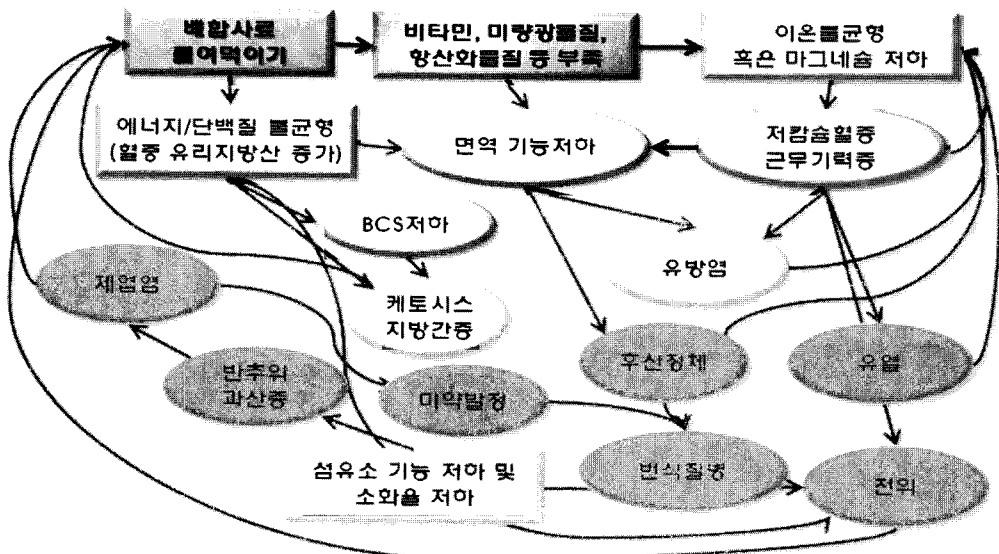 배합사료
몰여먹이기
비타민, 미량광물질,
항산화물질 등 부족
이온불균형
혹은 마그네슘 저하
에너지/단백질 불균형
(혈중 유리지방산 증가)
면역 기능저하
저캄슘혈증
근무기력증
BCS저하
유방염
제엽염
케토시스
지방간증
후산정체
유열
반추위
과산증
미약발정
번식질병
전위
섬유소 기능 저하 및
소화율 저하